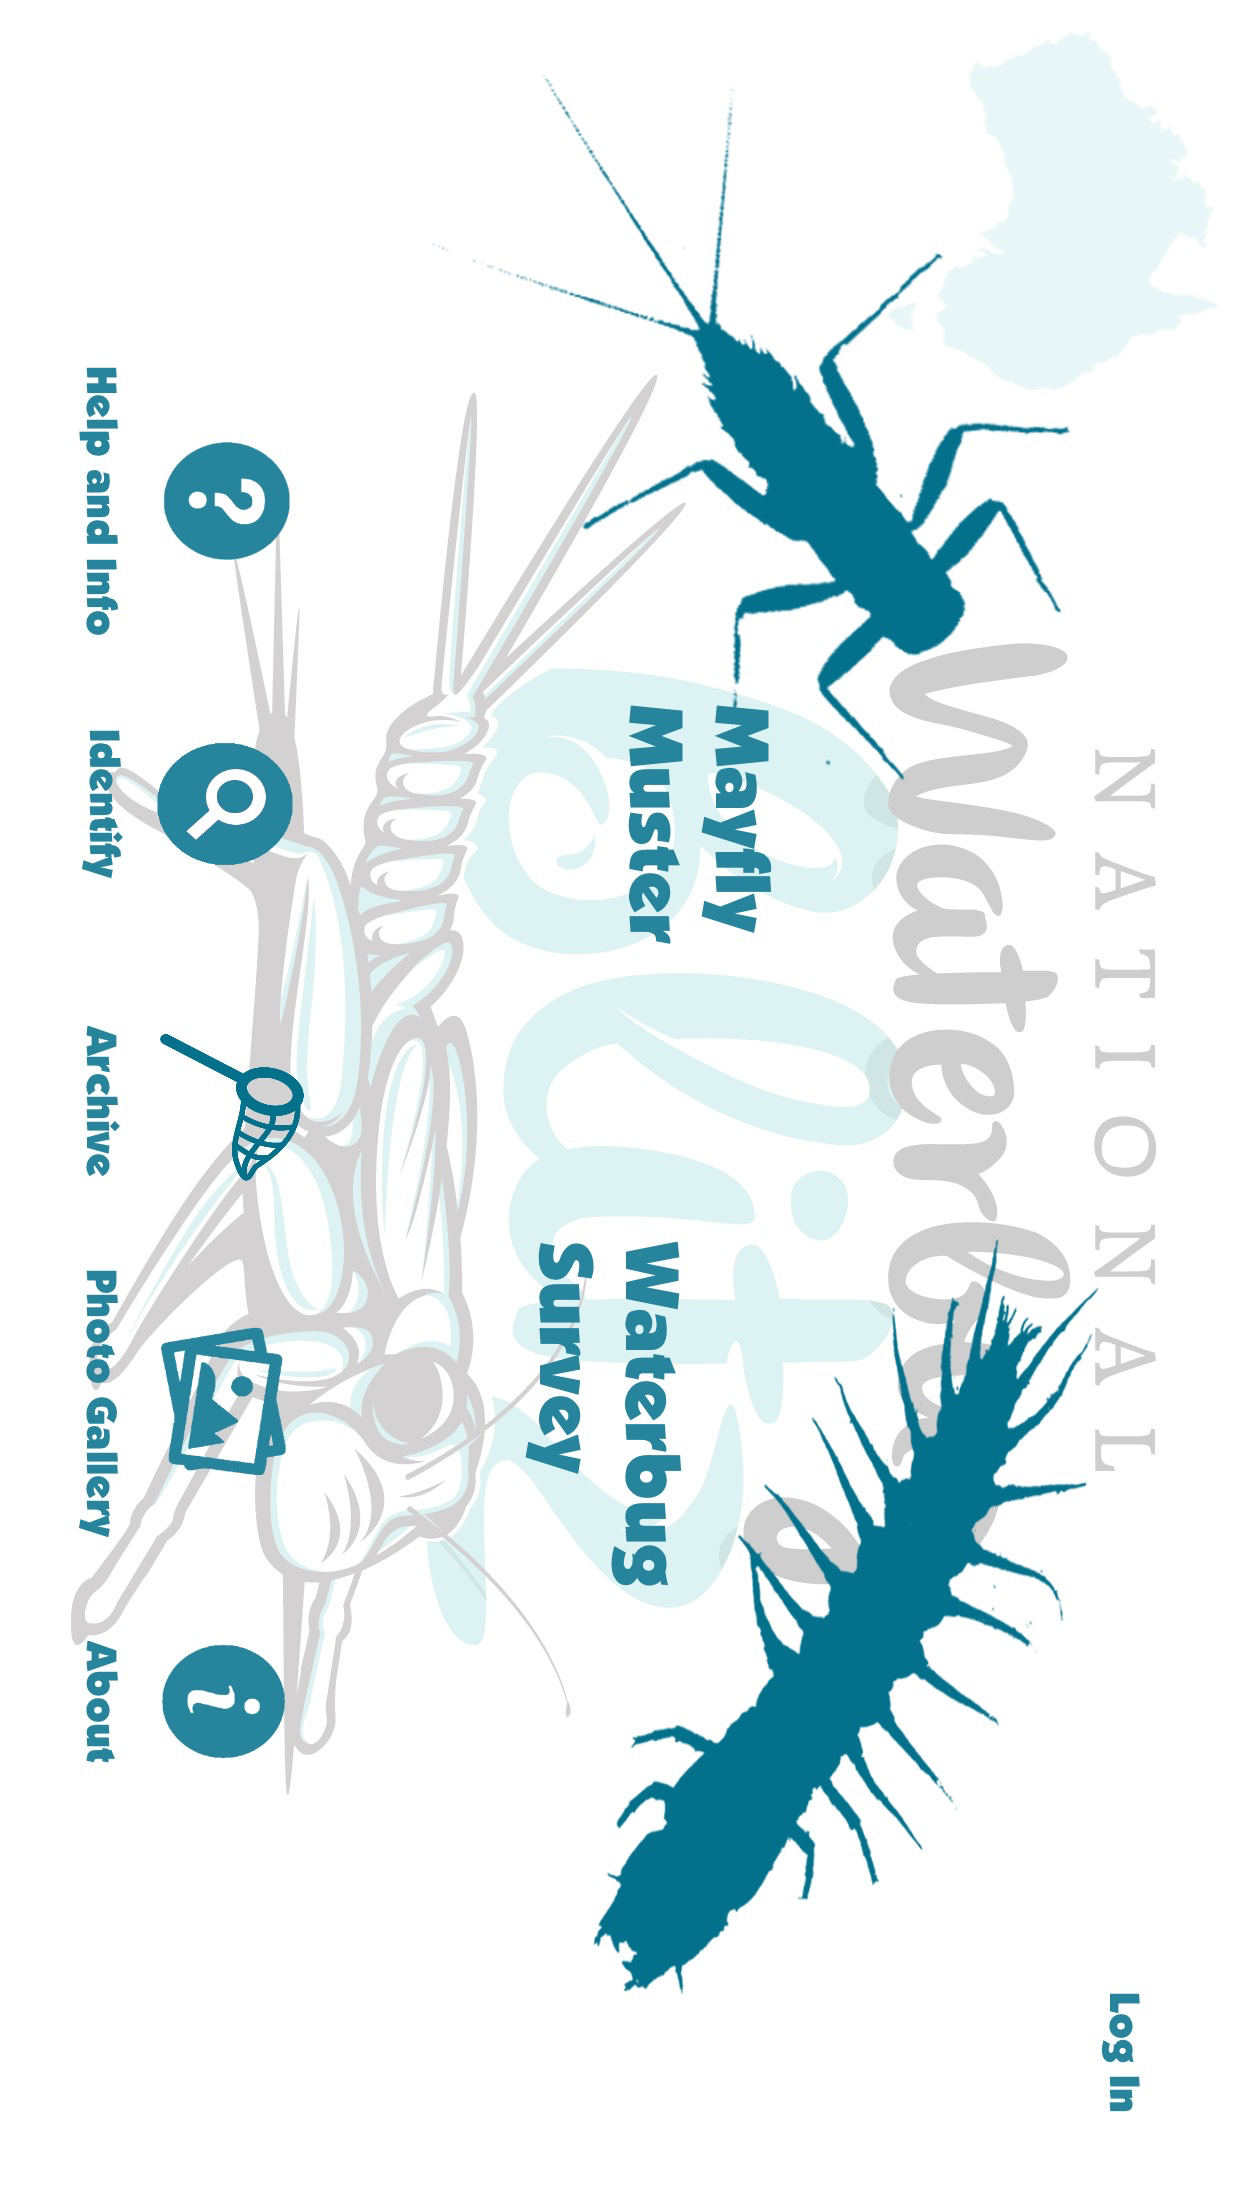 NATIONAL
Log In
Waterbug
Blitz
Mayfly
Muster
Waterbug
Survey
Help and Info
Identify
Archive
Photo Gallery
About